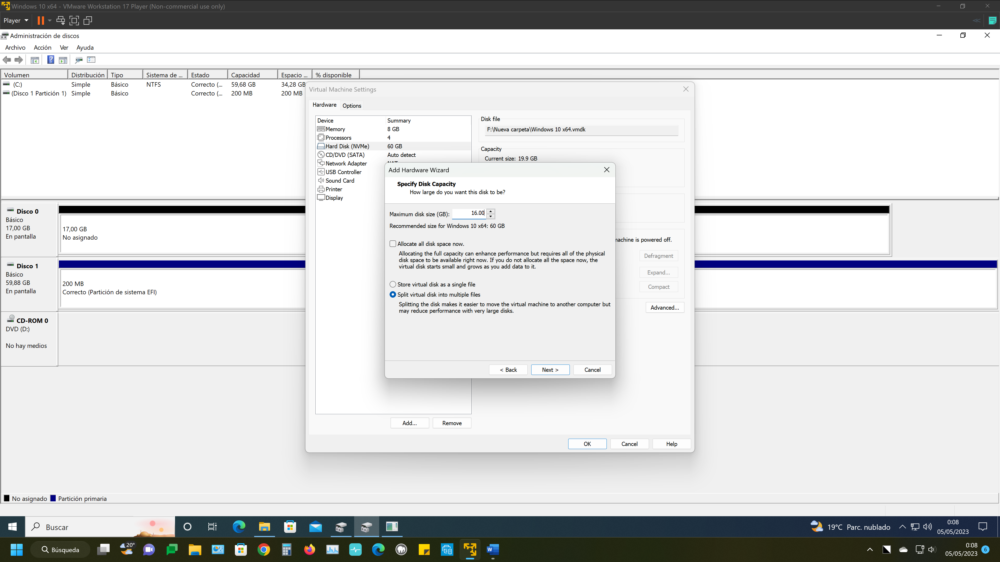 Windows 10 x64 - VMware Workstation 17 Player (Non-commercial use only)
Player
Administración de discos
Archivo Acción Ver Ayuda
Volumen Distribución Tipo Sistema de ... Estado Capacidad Espacio ... % disponible
(C:) Simple Básico NTFS Correcto (... 59,68 GB 34,28 GB
(Disco 1 Partición 1) Simple Básico Correcto (... 200 MB 200 MB
Virtual Machine Settings
Hardware Options
Device Summary
Memory 8 GB
Processors 4
Hard Disk (NVMe) 60 GB
CD/DVD (SATA) Auto detect
Network Adapter NAT
USB Controller
Sound Card
Printer
Display
Disk file
F:\Nueva carpeta\Windows 10 x64.vmdk
Capacity
Current size: 19.9 GB
Add Hardware Wizard
Specify Disk Capacity
How large do you want this disk to be?
Maximum disk size (GB): 16.00
Recommended size for Windows 10 x64: 60 GB
Allocate all disk space now.
Allocating the full capacity can enhance performance but requires all of the physical
disk space to be available right now. If you do not allocate all the space now, the
virtual disk starts small and grows as you add data to it.
Store virtual disk as a single file
Split virtual disk into multiple files
Splitting the disk makes it easier to move the virtual machine to another computer but
may reduce performance with very large disks.
< Back Next > Cancel
machine is powered off.
Defragment
Expand...
Compact
Advanced...
Add... Remove
OK Cancel Help
Disco 0
Básico
17,00 GB
En pantalla
17,00 GB
No asignado
Disco 1
Básico
59,88 GB
En pantalla
200 MB
Correcto (Partición de sistema EFI)
CD-ROM 0
DVD (D:)
No hay medios
No asignado Partición primaria
Buscar
19°C Parc. nublado
0:08
05/05/2023
20°
Búsqueda
W
0:08
05/05/2023
6